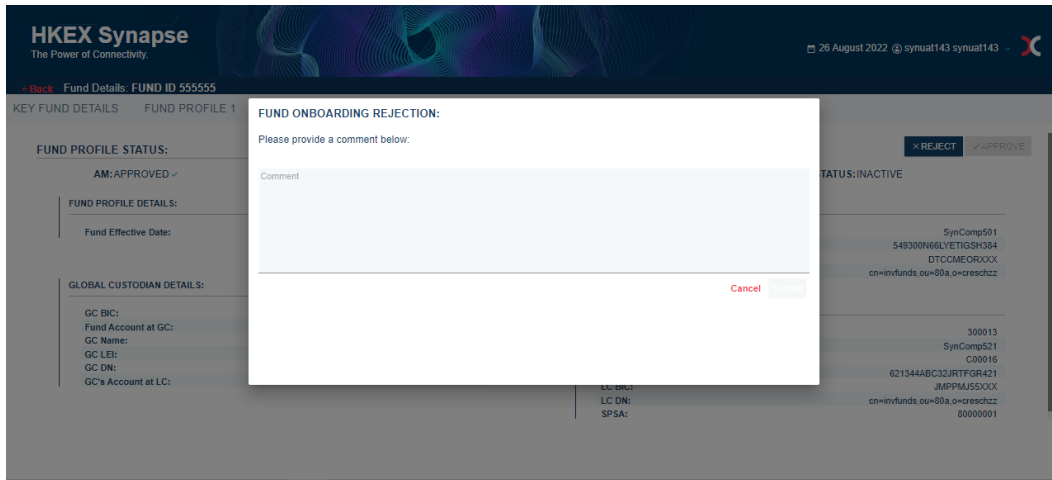 HKEX Synapse
The Power of Connectivity.
26 August 2022 synuat143 synuat143
Back Fund Details: FUND ID 555555
KEY FUND DETAILS FUND PROFILE 1
FUND ONBOARDING REJECTION:
Please provide a comment below:
Comment
Cancel
FUND PROFILE STATUS:
× REJECT ✓ APPROVE
AM: APPROVED ✓
TATUS: INACTIVE
FUND PROFILE DETAILS:
Fund Effective Date:
SynComp501
549300N66LYETIGSH384
DTCCMEORXXX
cn=invfunds,ou=80a,o=creschzz
GLOBAL CUSTODIAN DETAILS:
GC BIC:
Fund Account at GC:
GC Name:
GC LEI:
GC DN:
GC's Account at LC:
300013
SynComp521
C00016
621344ABC32JRTFGR421
LC BIC: JMPPMJ55XXX
LC DN: cn=invfunds,ou=80a,o=creschzz
SPSA: 80000001